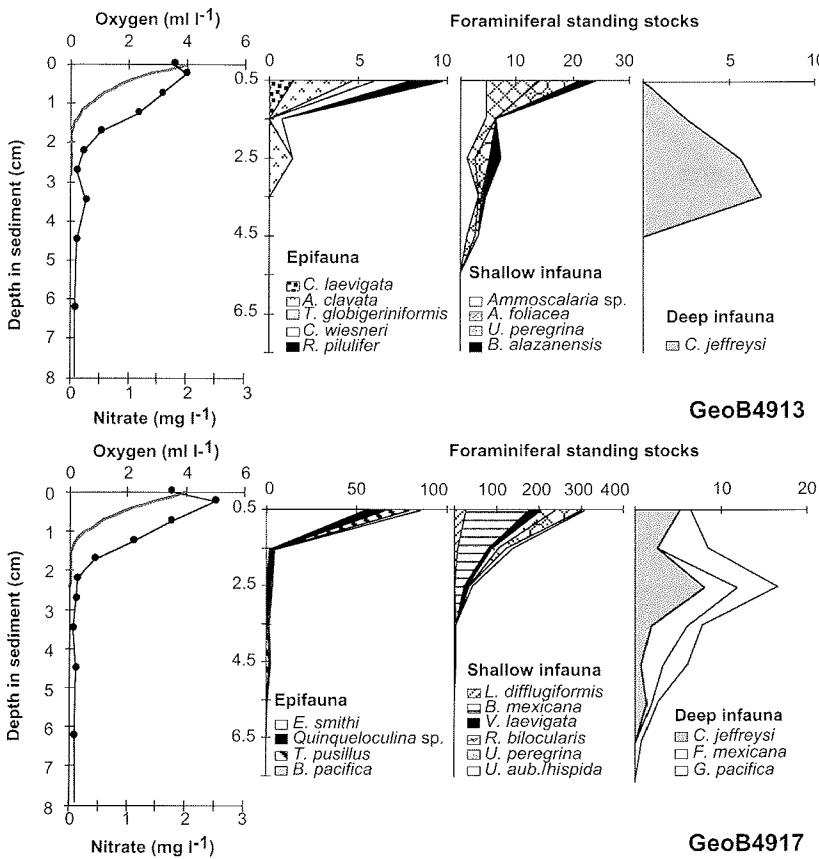 Oxygen (ml l-1)
Foraminiferal standing stocks
0 2 4 6
0 5 10
0 10 20 30
0 5 10
0
1
2
3
4
5
6
7
8
Depth in sediment (cm)
0.5
2.5
4.5
6.5
Epifauna
C. laevigata
A. clavata
T. globigeriniformis
C. wiesneri
R. pilulifer
Shallow infauna
Ammoscalaria sp.
A. foliacea
U. peregrina
B. alazanensis
Deep infauna
C. jeffreysi
0 1 2 3
Nitrate (mg l-1)
GeoB4913
Oxygen (ml l-1)
Foraminiferal standing stocks
0 2 4 6
0 50 100
100 200 300 400
10 20
0
1
2
3
4
5
6
7
8
Depth in sediment (cm)
0.5
2.5
4.5
6.5
Epifauna
E. smithi
Quinqueloculina sp.
T. pusillus
B. pacifica
Shallow infauna
L. difflugiformis
B. mexicana
V. laevigata
R. bilocularis
U. peregrina
U. aub./hispida
Deep infauna
C. jeffreysi
F. mexicana
G. pacifica
0 1 2 3
Nitrate (mg l-1)
GeoB4917